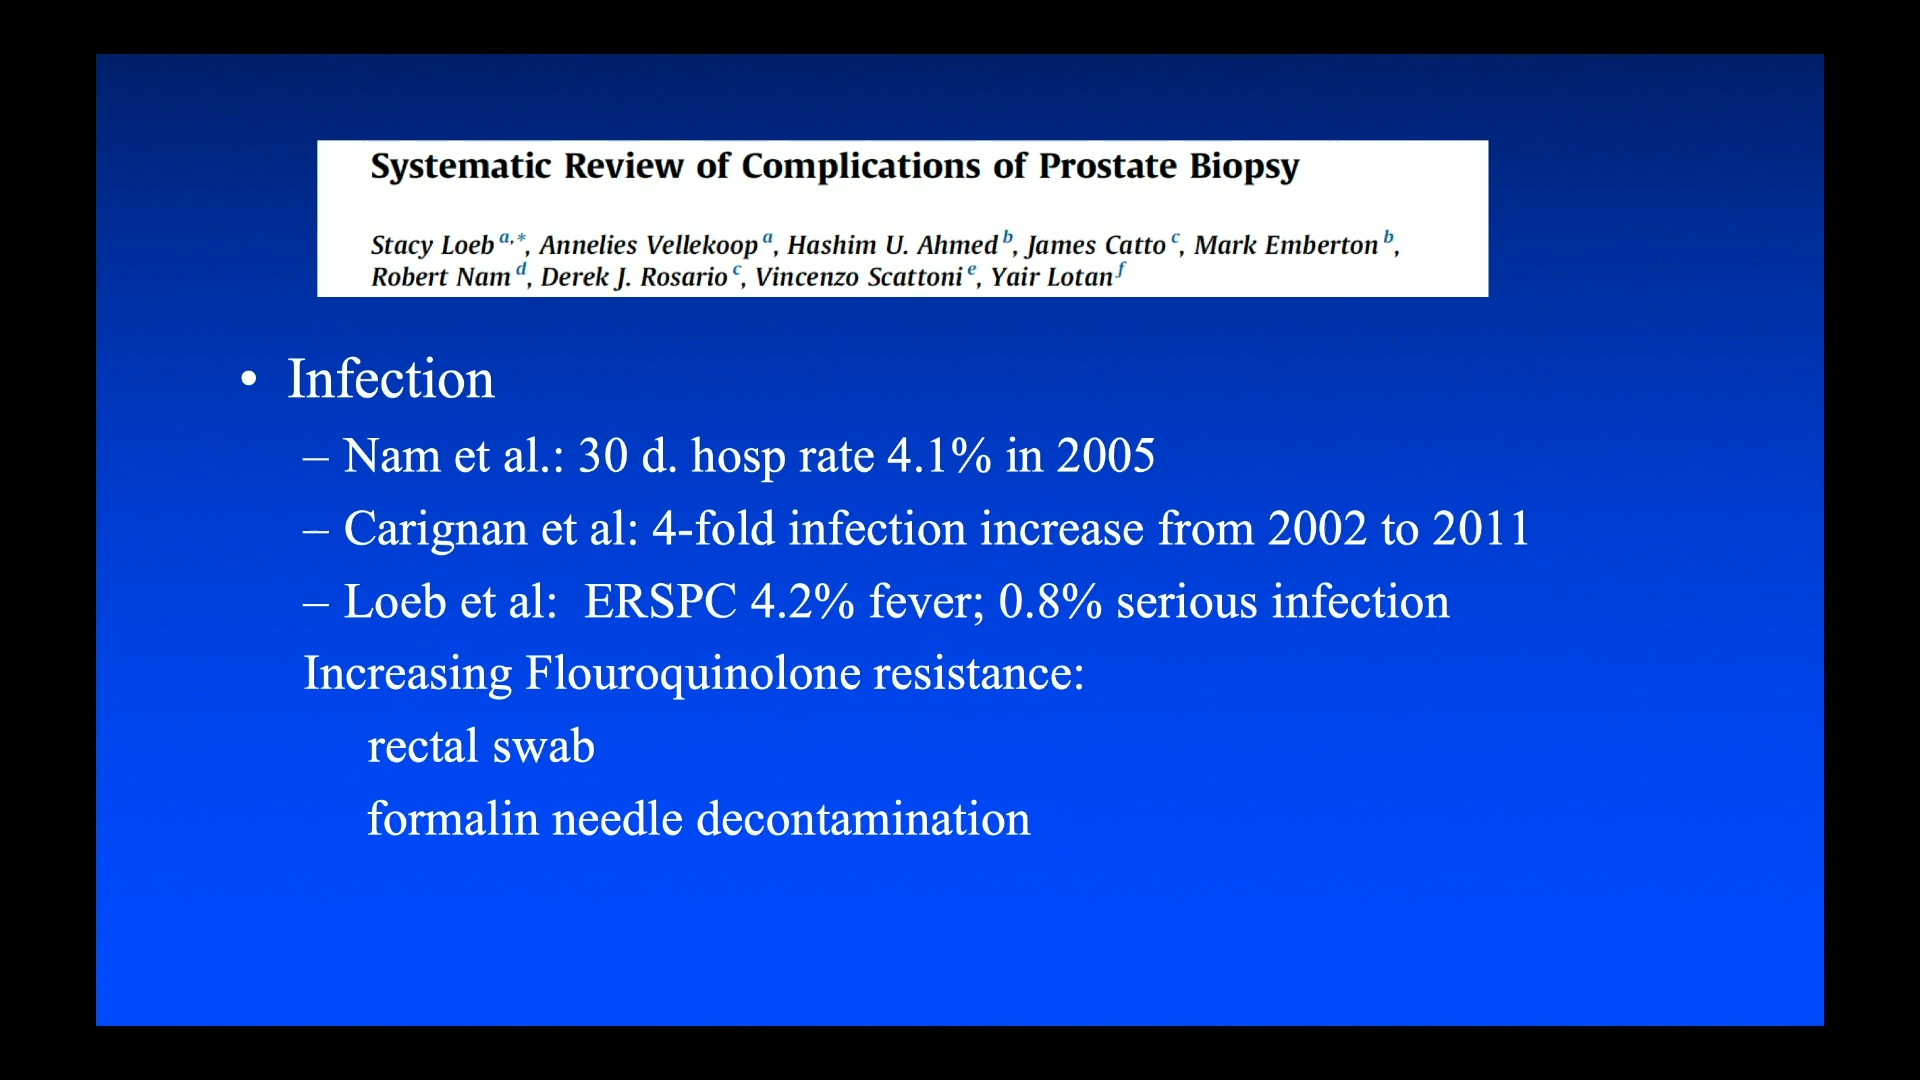 Systematic Review of Complications of Prostate Biopsy
Stacy Loeb a,*, Annelies Vellekoop a, Hashim U. Ahmed b, James Catto c, Mark Emberton b,
Robert Nam d, Derek J. Rosario c, Vincenzo Scattoni e, Yair Lotan f
• Infection
– Nam et al.: 30 d. hosp rate 4.1% in 2005
– Carignan et al: 4-fold infection increase from 2002 to 2011
– Loeb et al:  ERSPC 4.2% fever; 0.8% serious infection
Increasing Flouroquinolone resistance:
rectal swab
formalin needle decontamination